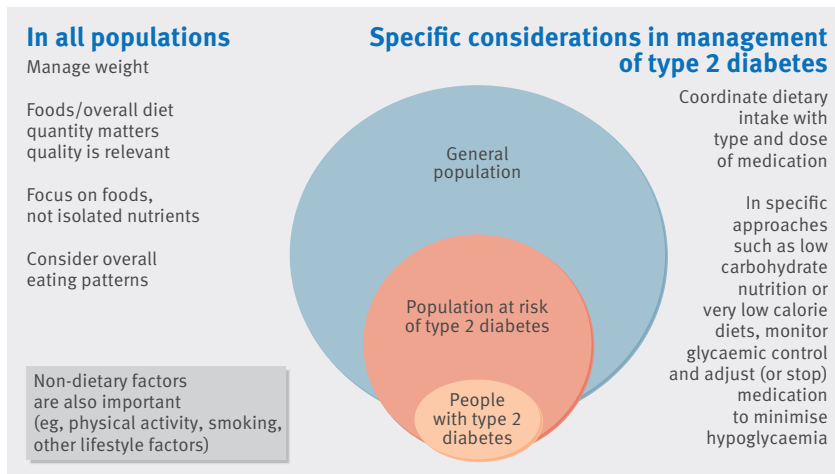 In all populations
Manage weight
Foods/overall diet
quantity matters
quality is relevant
Focus on foods,
not isolated nutrients
Consider overall
eating patterns
Non-dietary factors
are also important
(eg, physical activity, smoking,
other lifestyle factors)
General
population
Population at risk
of type 2 diabetes
People
with type 2
diabetes
Specific considerations in management
of type 2 diabetes
Coordinate dietary
intake with
type and dose
of medication
In specific
approaches
such as low
carbohydrate
nutrition or
very low calorie
diets, monitor
glycaemic control
and adjust (or stop)
medication
to minimise
hypoglycaemia